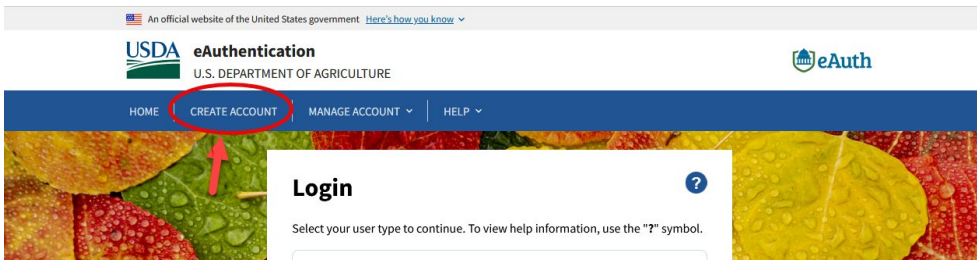 An official website of the United States government Here's how you know
USDA eAuthentication
U.S. DEPARTMENT OF AGRICULTURE
eAuth
HOME CREATE ACCOUNT MANAGE ACCOUNT HELP
Login
?
Select your user type to continue. To view help information, use the "?" symbol.